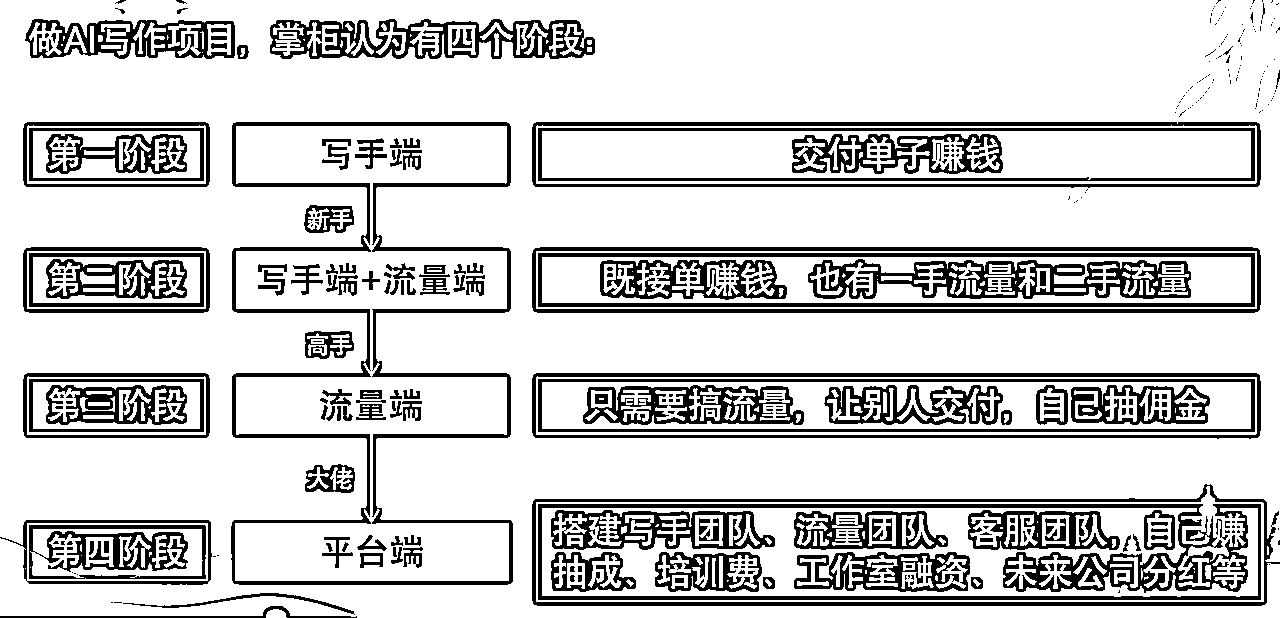 做AI写作项目，掌柜认为有四个阶段：
第一阶段 写手端 交付单子赚钱
新手
第二阶段 写手端+流量端 既接单赚钱，也有一手流量和二手流量
高手
第三阶段 流量端 只需要搞流量，让别人交付，自己抽佣金
大佬
第四阶段 平台端 搭建写手团队、流量团队、客服团队，自己赚
抽成、培训费、工作室融资、未来公司分红等